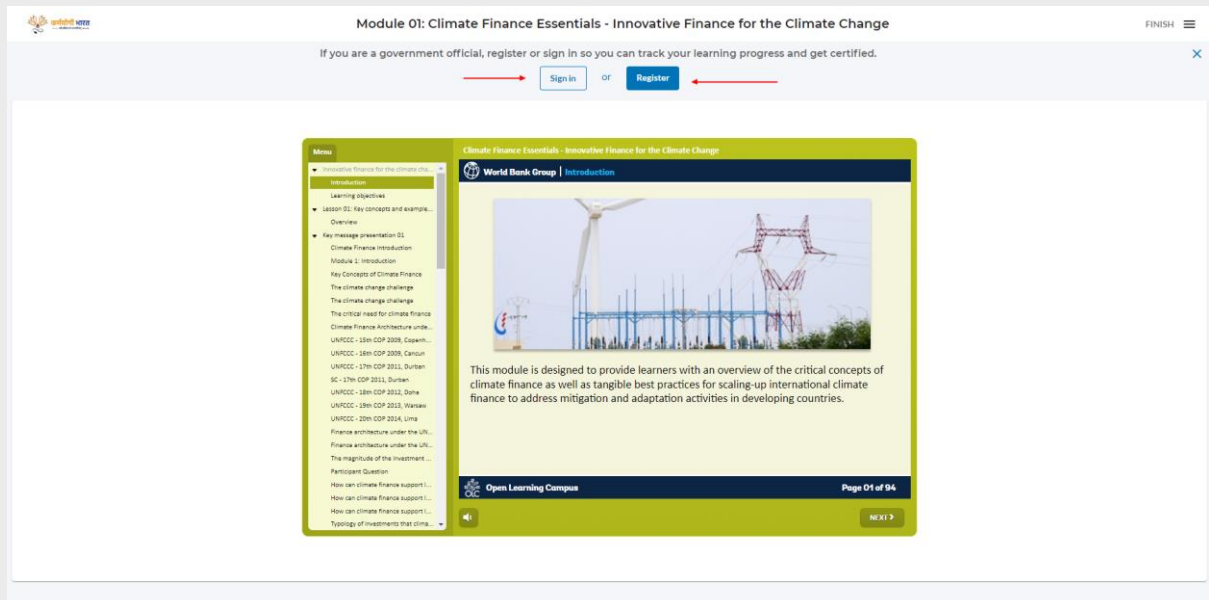 कर्मयोगी भारत
Module 01: Climate Finance Essentials - Innovative Finance for the Climate Change
FINISH
If you are a government official, register or sign in so you can track your learning progress and get certified.
Sign in
or
Register
Menu
Innovative finance for the climate cha...
Introduction
Learning objectives
Lesson 01: Key concepts and example...
Overview
Key message presentation 01
Climate Finance Introduction
Module 1: Introduction
Key Concepts of Climate Finance
The climate change challenge
The climate change challenge
The critical need for climate finance
Climate Finance Architecture unde...
UNFCCC - 15th COP 2009, Copenh...
UNFCCC - 16th COP 2009, Cancun
UNFCCC - 17th COP 2011, Durban
SC - 17th COP 2011, Durban
UNFCCC - 18th COP 2012, Doha
UNFCCC - 19th COP 2013, Warsaw
UNFCCC - 20th COP 2014, Lima
Finance architecture under the UN...
Finance architecture under the UN...
The magnitude of the investment ...
Participant Question
How can climate finance support i...
How can climate finance support i...
How can climate finance support i...
Typology of investments that clima...
Climate Finance Essentials - Innovative Finance for the Climate Change
World Bank Group | Introduction
This module is designed to provide learners with an overview of the critical concepts of
climate finance as well as tangible best practices for scaling-up international climate
finance to address mitigation and adaptation activities in developing countries.
OLC
Open Learning Campus
Page 01 of 94
NEXT